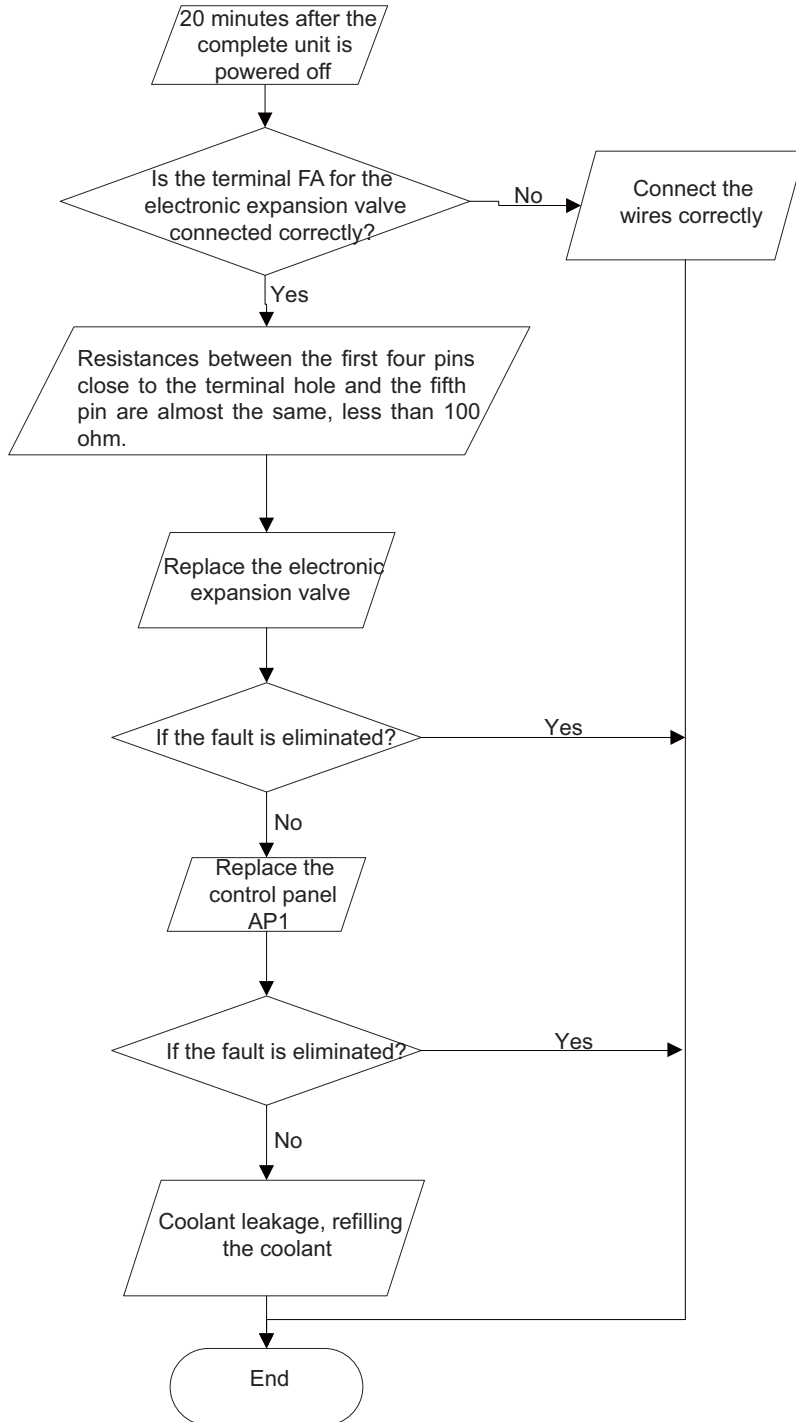 20 minutes after the
complete unit is
powered off
Is the terminal FA for the
electronic expansion valve
connected correctly?
No
Connect the
wires correctly
Yes
Resistances between the first four pins
close to the terminal hole and the fifth
pin are almost the same, less than 100
ohm.
Replace the electronic
expansion valve
If the fault is eliminated?
Yes
No
Replace the
control panel
AP1
If the fault is eliminated?
Yes
No
Coolant leakage, refilling
the coolant
End